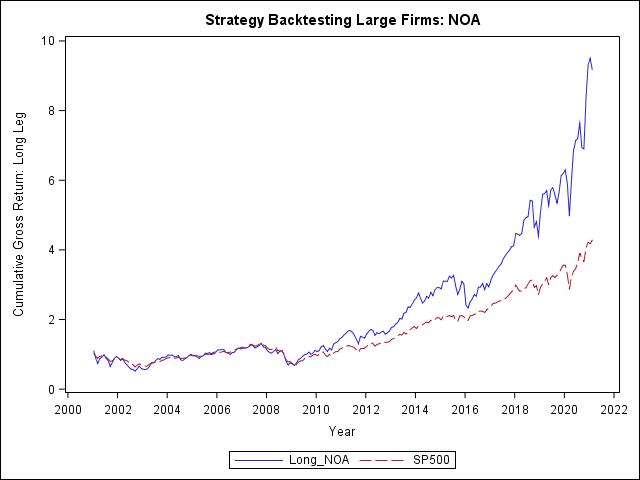 Strategy Backtesting Large Firms: NOA
Cumulative Gross Return: Long Leg
10
8
6
4
2
0
2000 2002 2004 2006 2008 2010 2012 2014 2016 2018 2020 2022
Year
Long_NOA SP500